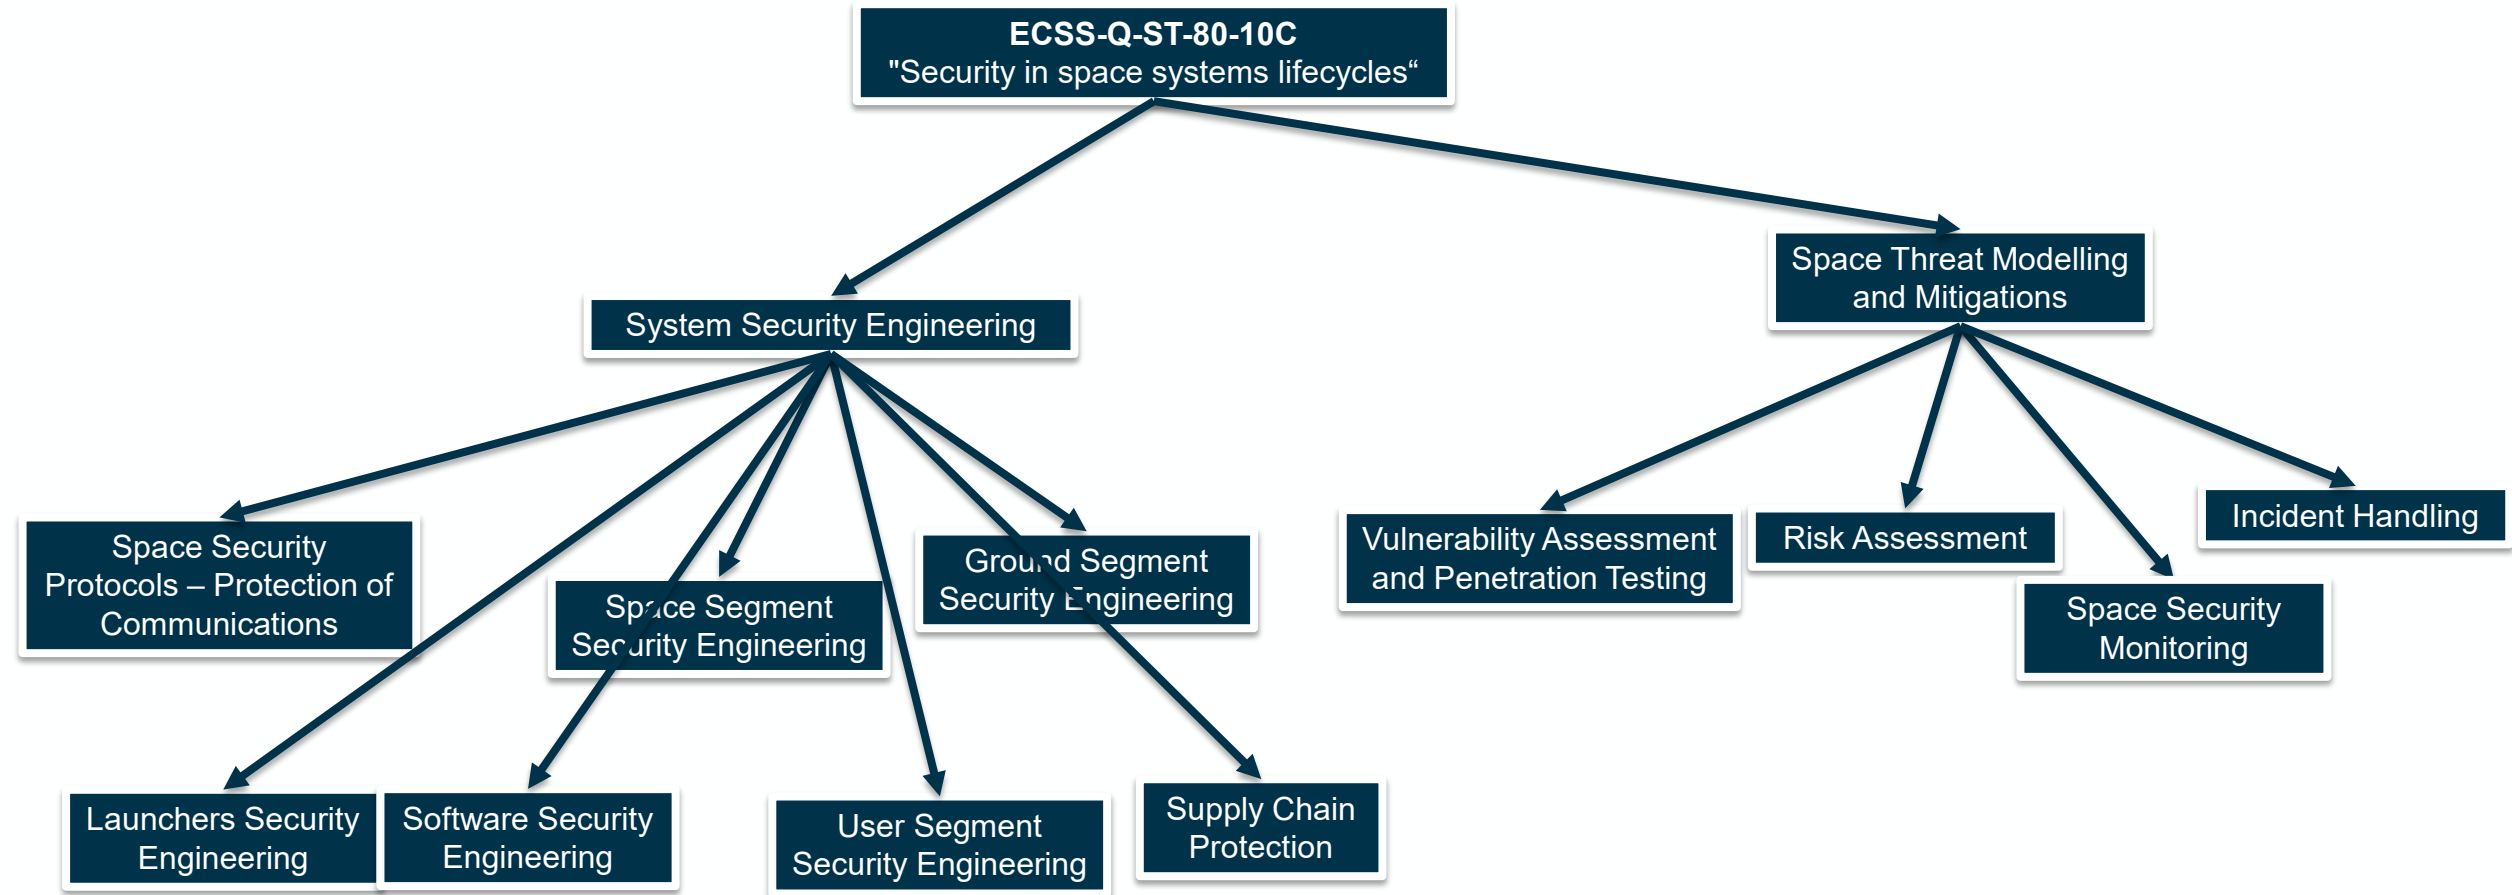 ECSS-Q-ST-80-10C
"Security in space systems lifecycles“
System Security Engineering
Space Threat Modelling
and Mitigations
Space Security
Protocols – Protection of
Communications
Space Segment
Security Engineering
Ground Segment
Security Engineering
Vulnerability Assessment
and Penetration Testing
Risk Assessment
Incident Handling
Space Security
Monitoring
Launchers Security
Engineering
Software Security
Engineering
User Segment
Security Engineering
Supply Chain
Protection